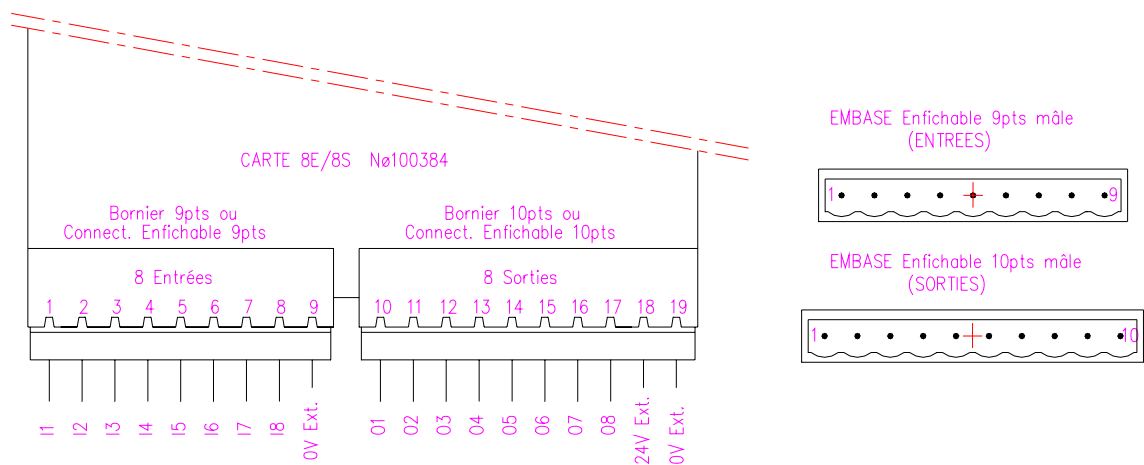 CARTE 8E/8S Nø100384
Bornier 9pts ou
Connect. Enfichable 9pts
8 Entrées
1 2 3 4 5 6 7 8 9
I1 I2 I3 I4 I5 I6 I7 I8 0V Ext.
Bornier 10pts ou
Connect. Enfichable 10pts
8 Sorties
10 11 12 13 14 15 16 17 18 19
O1 O2 O3 O4 O5 O6 O7 O8 24V Ext. 0V Ext.
EMBASE Enfichable 9pts mâle
(ENTREES)
1 9
EMBASE Enfichable 10pts mâle
(SORTIES)
1 10